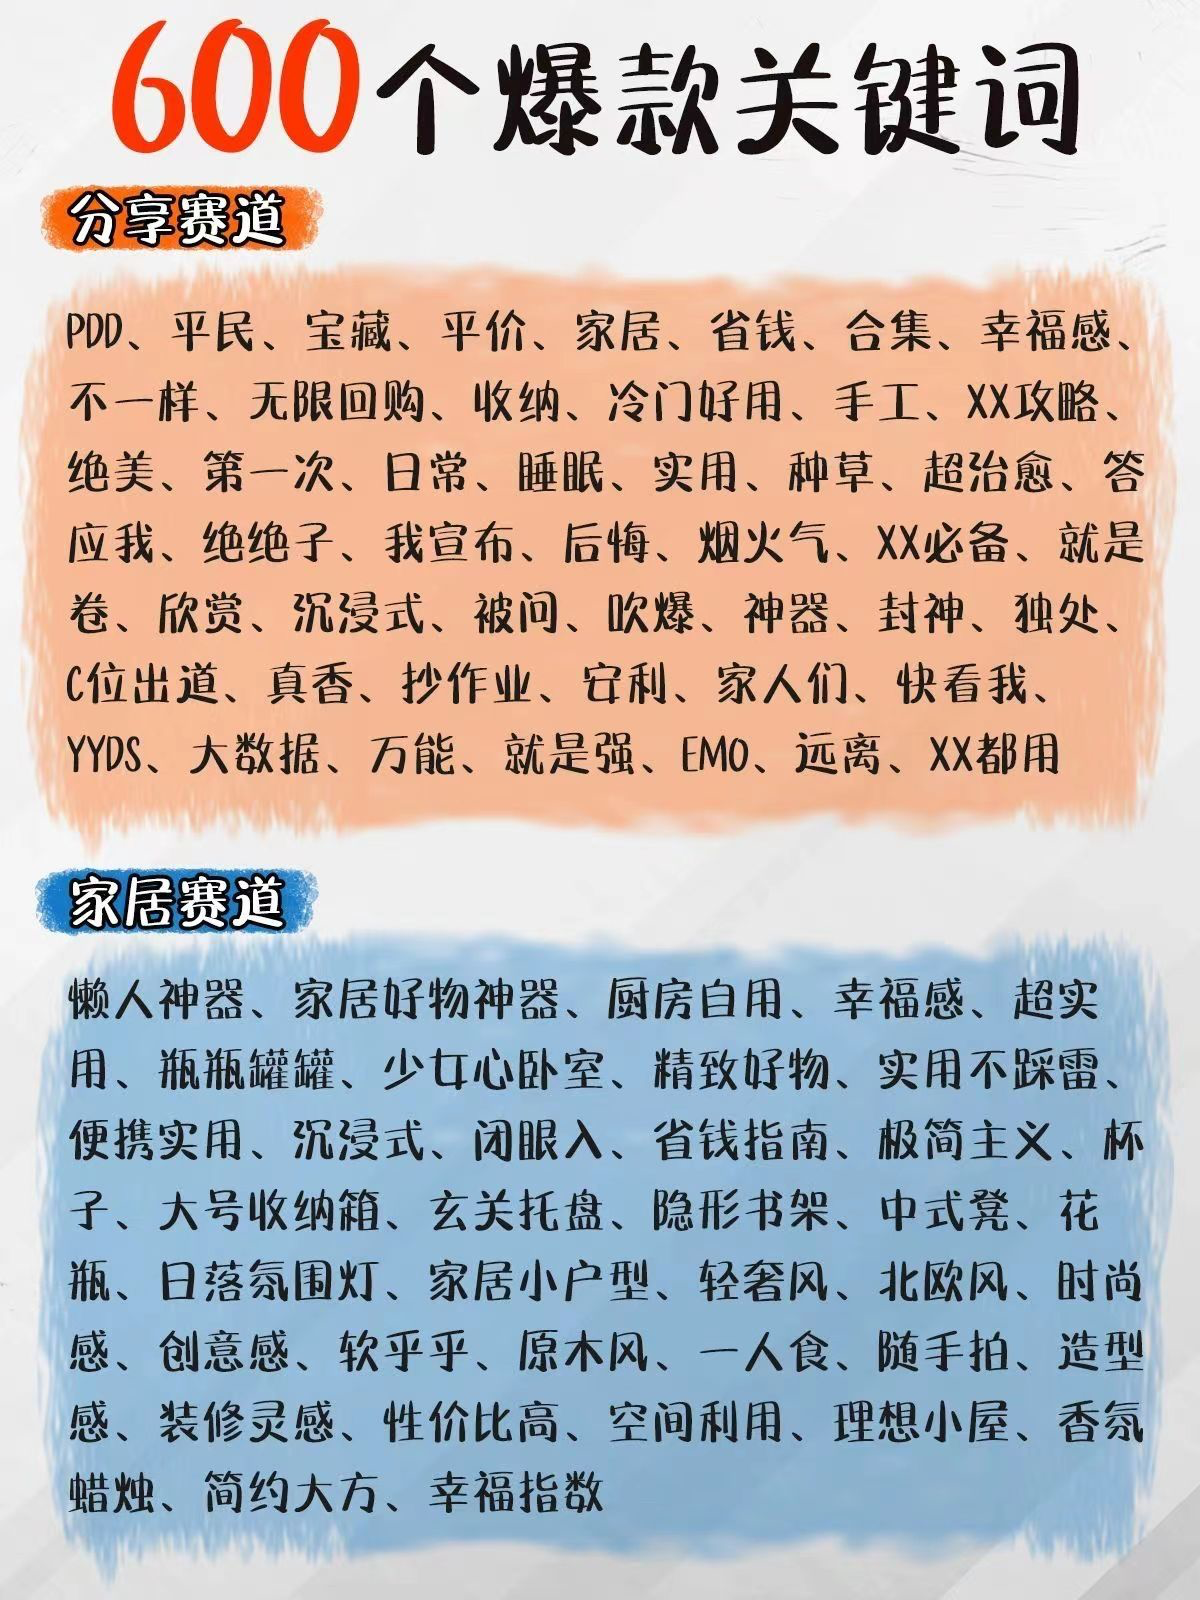 600个爆款关键词
分享赛道
PDD、平民、宝藏、平价、家居、省钱、合集、幸福感、
不一样、无限回购、收纳、冷门好用、手工、XX攻略、
绝美、第一次、日常、睡眠、实用、种草、超治愈、答
应我、绝绝子、我宣布、后悔、烟火气、XX必备、就是
卷、欣赏、沉浸式、被问、吹爆、神器、封神、独处、
C位出道、真香、抄作业、安利、家人们、快看我、
YYDS、大数据、万能、就是强、EMO、远离、XX都用
家居赛道
懒人神器、家居好物神器、厨房自用、幸福感、超实
用、瓶瓶罐罐、少女心卧室、精致好物、实用不踩雷、
便携实用、沉浸式、闭眼入、省钱指南、极简主义、杯
子、大号收纳箱、玄关托盘、隐形书架、中式凳、花
瓶、日落氛围灯、家居小户型、轻奢风、北欧风、时尚
感、创意感、软乎乎、原木风、一人食、随手拍、造型
感、装修灵感、性价比高、空间利用、理想小屋、香氛
蜡烛、简约大方、幸福指数